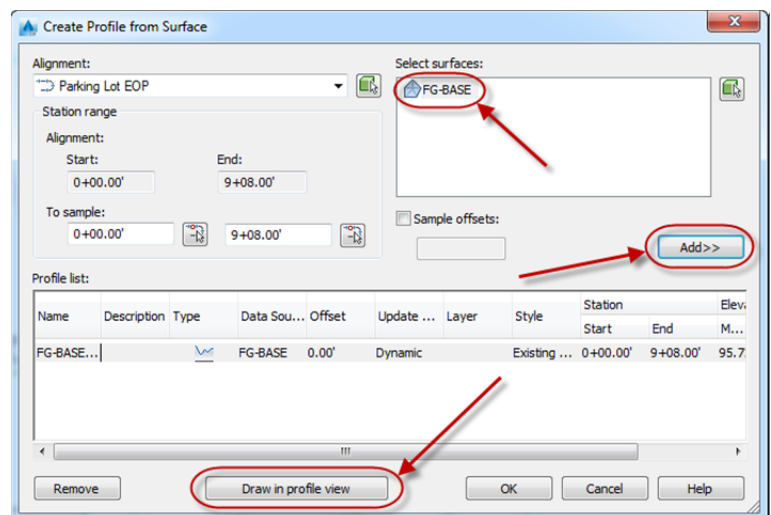 Create Profile from Surface
Alignment:
Parking Lot EOP
Select surfaces:
FG-BASE
Station range
Alignment:
Start: End:
0+00.00' 9+08.00'
To sample:
0+00.00' 9+08.00'
Sample offsets:
Add>>
Profile list:
Name Description Type Data Sou... Offset Update ... Layer Style Station Eleva
Start End M...
FG-BASE... FG-BASE 0.00' Dynamic Existing ... 0+00.00' 9+08.00' 95.7
Remove Draw in profile view OK Cancel Help